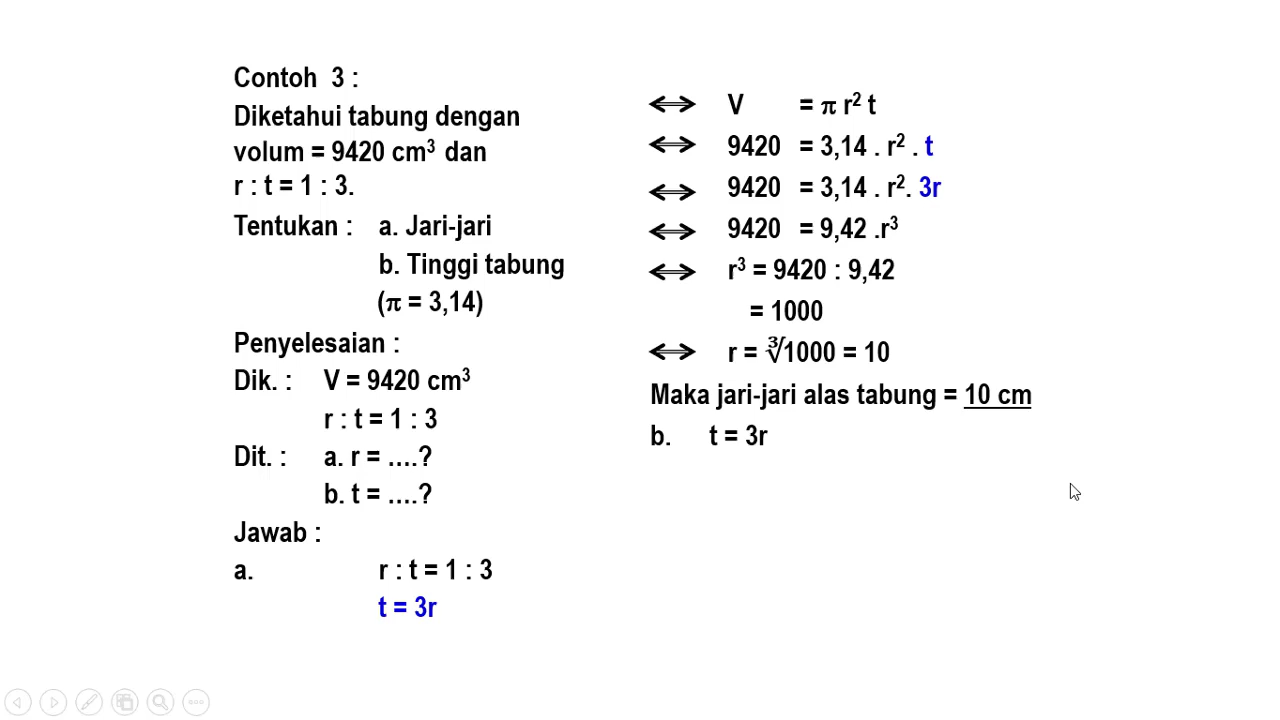 Contoh 3 :
Diketahui tabung dengan
volum = 9420 cm³ dan
r : t = 1 : 3.
Tentukan : a. Jari-jari
b. Tinggi tabung
(π = 3,14)
Penyelesaian :
Dik. : V = 9420 cm³
r : t = 1 : 3
Dit. : a. r = ....?
b. t = ....?
Jawab :
a. r : t = 1 : 3
t = 3r
⇔ V = π r² t
⇔ 9420 = 3,14 . r² . t
⇔ 9420 = 3,14 . r². 3r
⇔ 9420 = 9,42 .r³
⇔ r³ = 9420 : 9,42
= 1000
⇔ r = ∛1000 = 10
Maka jari-jari alas tabung = 10 cm
b. t = 3r